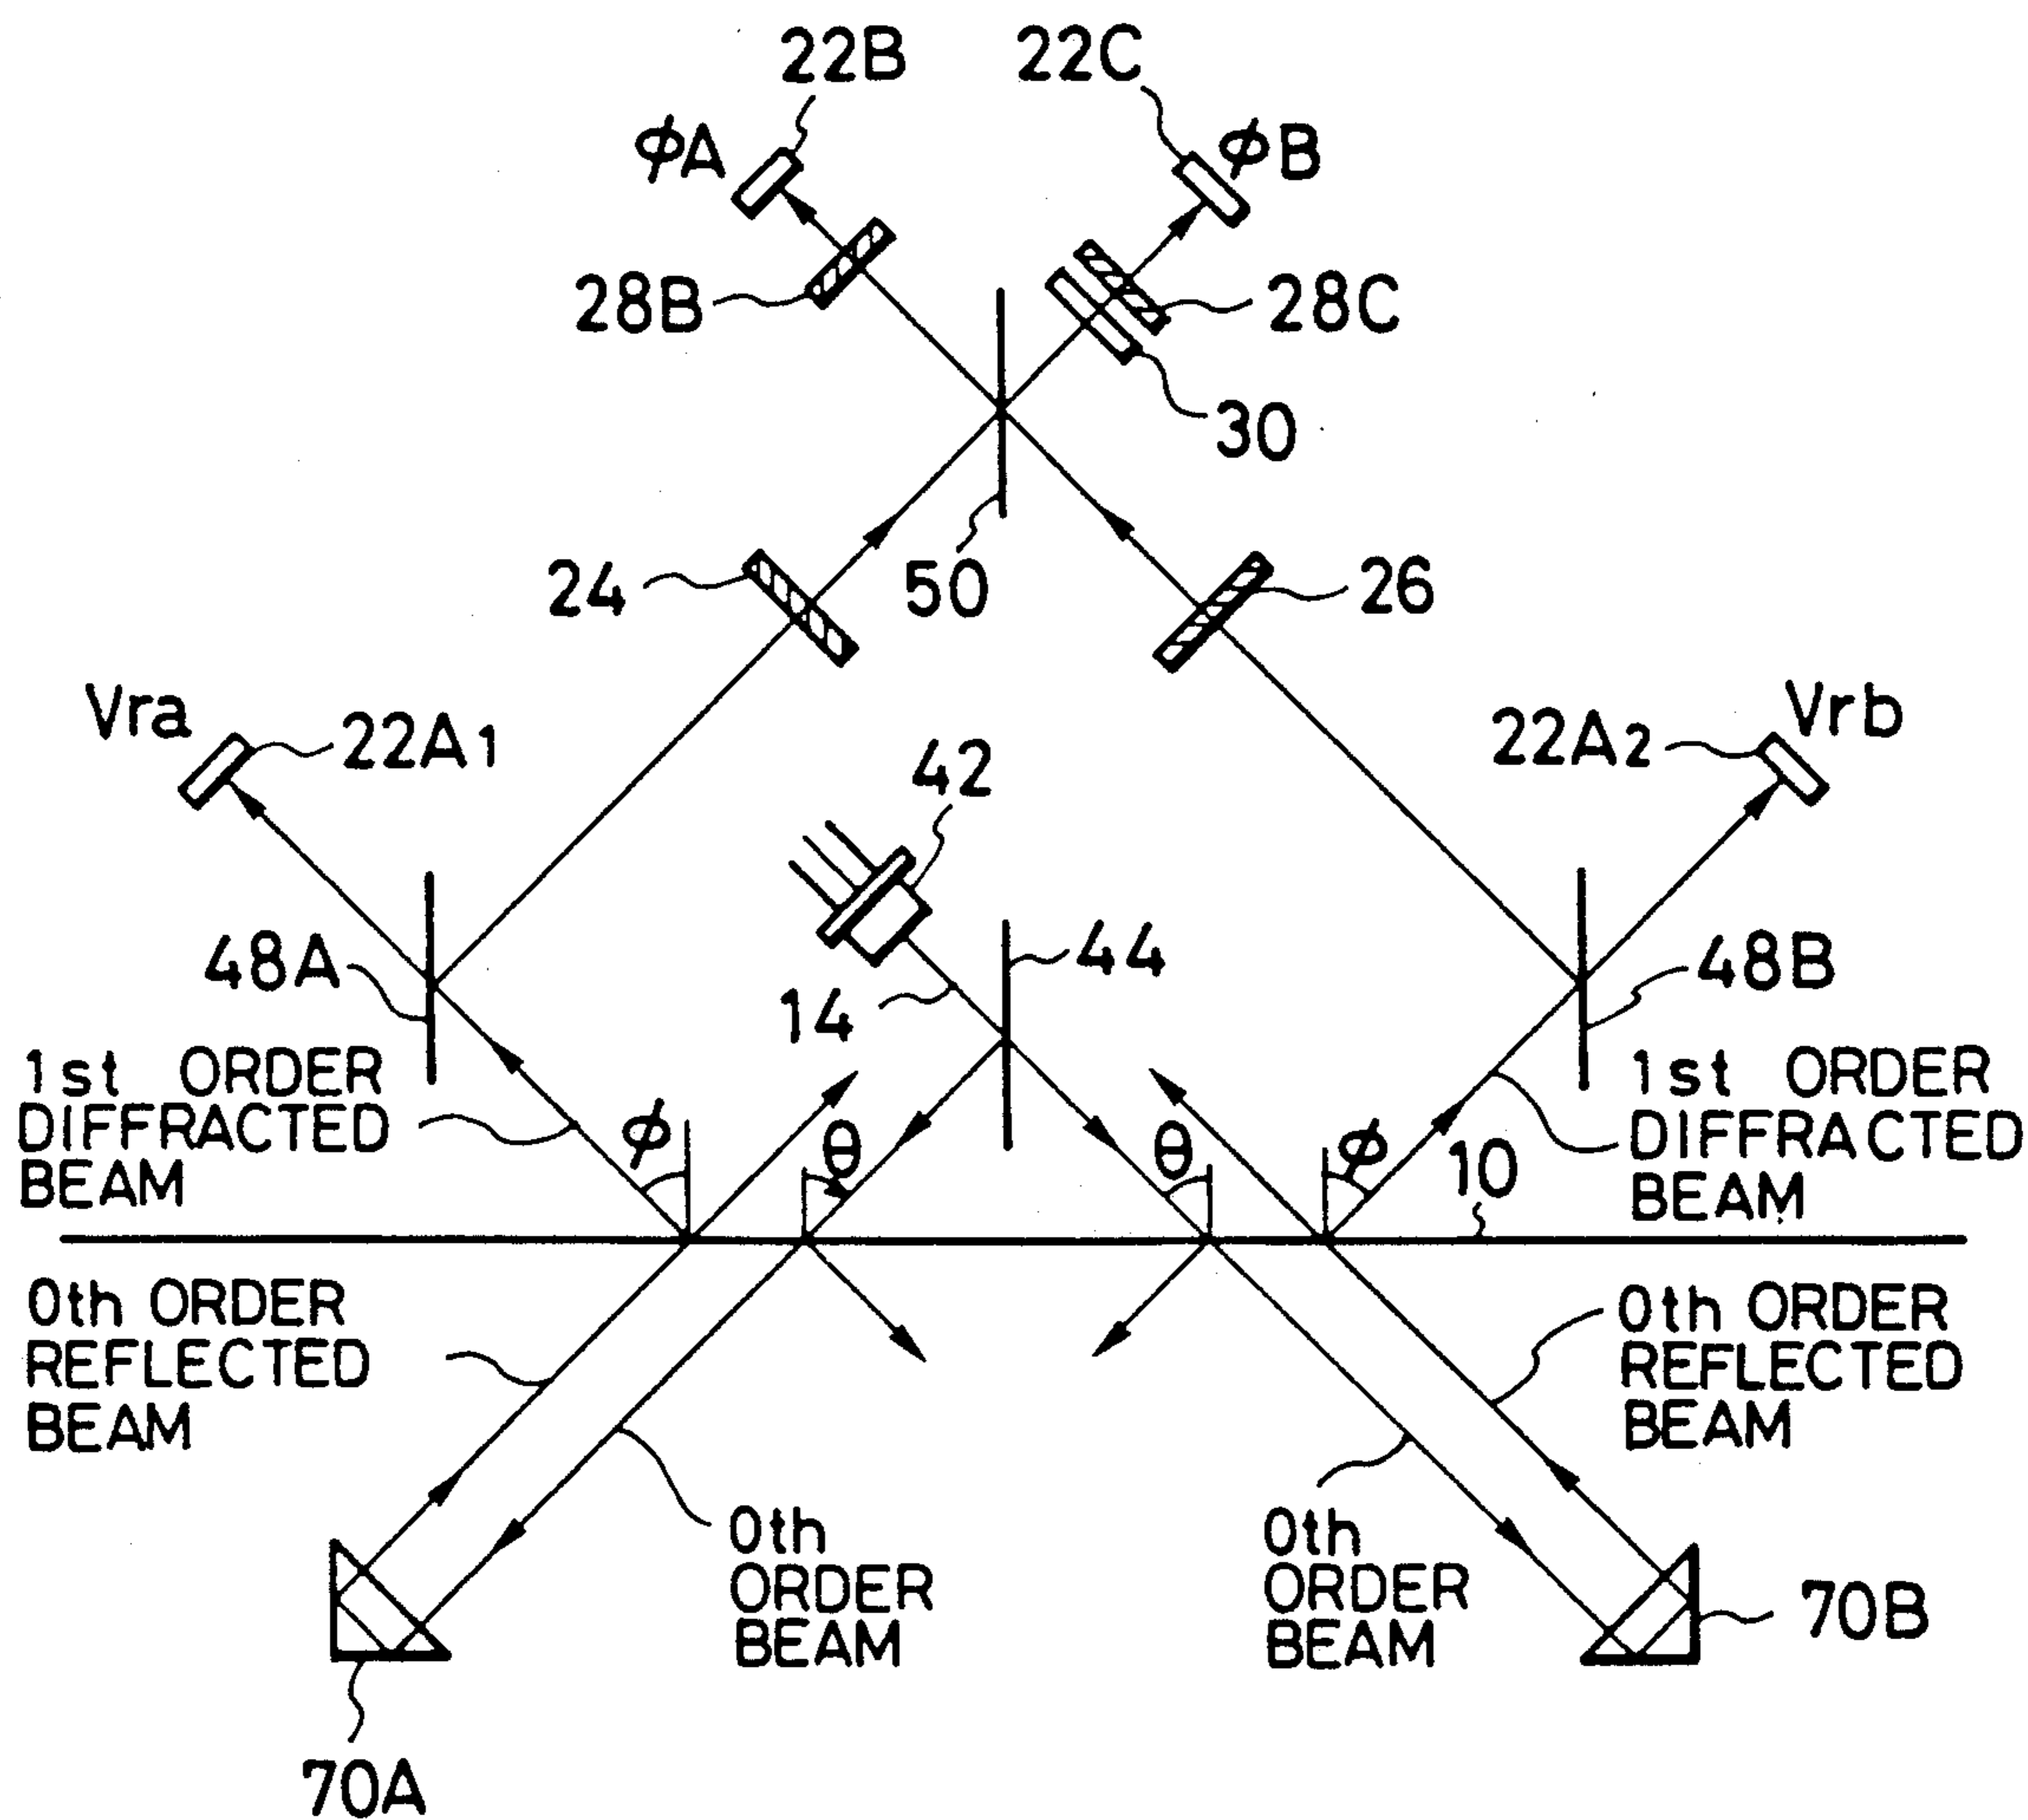 22B
22C
ϕA
ϕB
28B
28C
30
24
50
26
Vra
22A1
42
22A2
Vrb
48A
14
44
48B
1st ORDER
DIFFRACTED
BEAM
ϕ
θ
θ
ϕ
10
1st ORDER
DIFFRACTED
BEAM
0th ORDER
REFLECTED
BEAM
0th ORDER
REFLECTED
BEAM
0th
ORDER
BEAM
0th
ORDER
BEAM
70A
70B